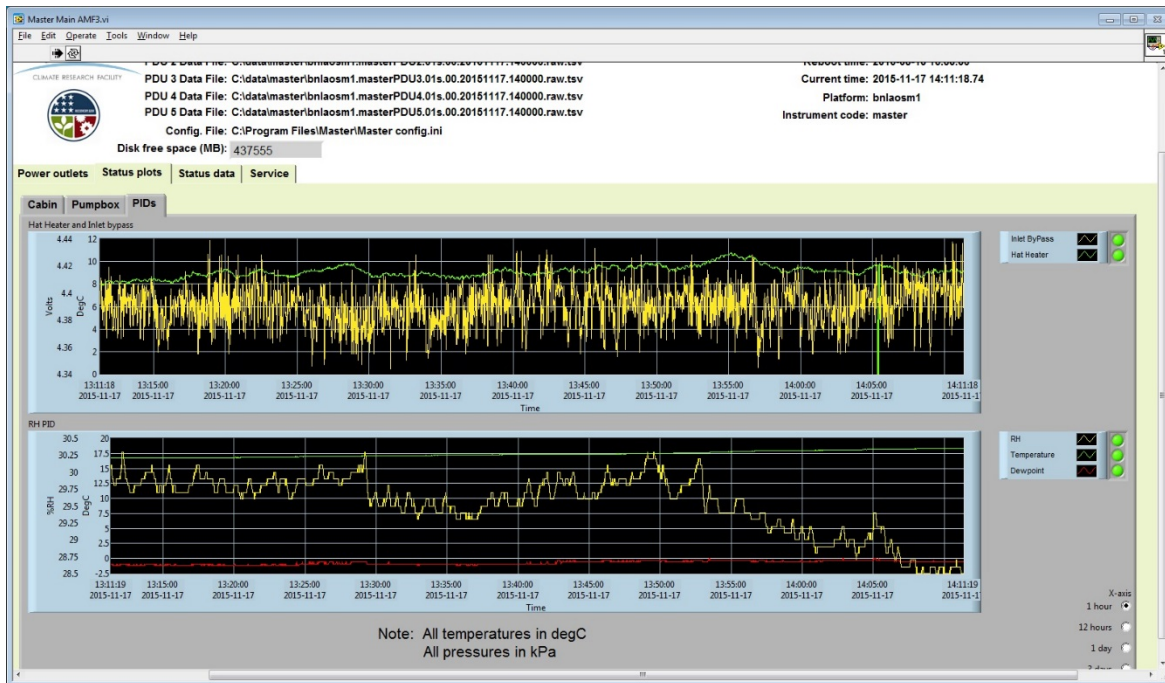 Master Main AMF3.vi
File Edit Operate Tools Window Help
CLIMATE RESEARCH FACILITY
PDU 3 Data File: C:\data\master\bnlaosm1.masterPDU3.01s.00.20151117.140000.raw.tsv
PDU 4 Data File: C:\data\master\bnlaosm1.masterPDU4.01s.00.20151117.140000.raw.tsv
PDU 5 Data File: C:\data\master\bnlaosm1.masterPDU5.01s.00.20151117.140000.raw.tsv
Config. File: C:\Program Files\Master\Master config.ini
Disk free space (MB): 437555
Current time: 2015-11-17 14:11:18.74
Platform: bnlaosm1
Instrument code: master
Power outlets Status plots Status data Service
Cabin Pumpbox PIDs
Hat Heater and Inlet bypass
4.44 12
4.42 10
8
4.4
6
4.38
4
4.36
2
4.34 0
Volts
DegC
13:11:18 13:15:00 13:20:00 13:25:00 13:30:00 13:35:00 13:40:00 13:45:00 13:50:00 13:55:00 14:00:00 14:05:00 14:11:18
2015-11-17 2015-11-17 2015-11-17 2015-11-17 2015-11-17 2015-11-17 2015-11-17 2015-11-17 2015-11-17 2015-11-17 2015-11-17 2015-11-17 2015-11-1
Time
Inlet ByPass
Hat Heater
RH PID
30.5 20
30.25 17.5
30 15
29.75 12.5
29.5 10
29.25 7.5
29 5
28.75 2.5
0
28.5 -2.5
%RH
DegC
13:11:19 13:15:00 13:20:00 13:25:00 13:30:00 13:35:00 13:40:00 13:45:00 13:50:00 13:55:00 14:00:00 14:05:00 14:11:19
2015-11-17 2015-11-17 2015-11-17 2015-11-17 2015-11-17 2015-11-17 2015-11-17 2015-11-17 2015-11-17 2015-11-17 2015-11-17 2015-11-17 2015-11-1
Time
RH
Temperature
Dewpoint
X-axis
1 hour
12 hours
1 day
Note: All temperatures in degC
All pressures in kPa